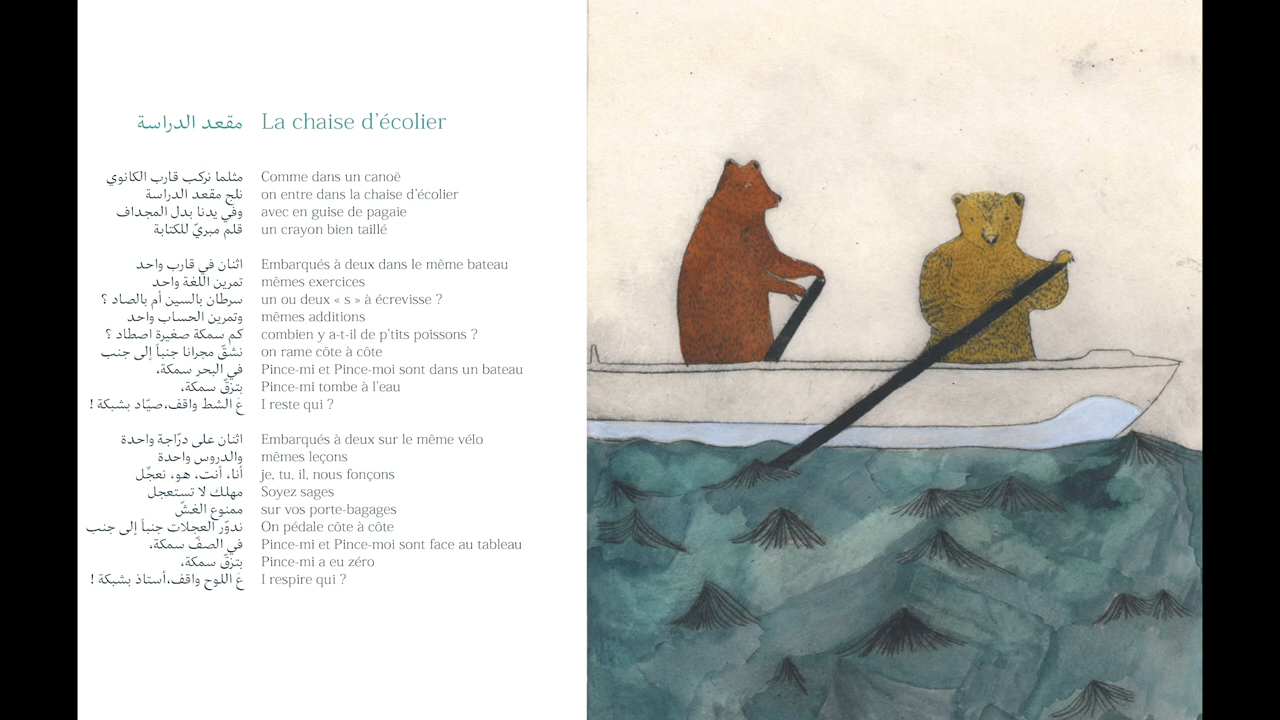 مقعد الدراسة
La chaise d'écolier
مثلما نركب قارب الكانوي
نلج مقعد الدراسة
وفي يدنا بدل المجداف
قلم مبريّ للكتابة
اثنان في قارب واحد
تمرين اللغة واحد
سرطان بالسين أم بالصاد ؟
وتمرين الحساب واحد
كم سمكة صغيرة اصطاد ؟
نشقّ مجرانا جنباً إلى جنب
في البحر سمكة،
بتزقّ سمكة،
عَ الشط واقف،صيّاد بشبكة !
اثنان على درّاجة واحدة
والدروس واحدة
أنا، أنت، هو، نعجِّل
مهلك لا تستعجل
ممنوع الغشّ
ندوّر العجلات جنباً إلى جنب
في الصفّ سمكة،
بتزقّ سمكة،
عَ اللوح واقف،أستاذ بشبكة !
Comme dans un canoë
on entre dans la chaise d'écolier
avec en guise de pagaie
un crayon bien taillé
Embarqués à deux dans le même bateau
mêmes exercices
un ou deux « s » à écrevisse ?
mêmes additions
combien y a-t-il de p'tits poissons ?
on rame côte à côte
Pince-mi et Pince-moi sont dans un bateau
Pince-mi tombe à l'eau
I reste qui ?
Embarqués à deux sur le même vélo
mêmes leçons
je, tu, il, nous fonçons
Soyez sages
sur vos porte-bagages
On pédale côte à côte
Pince-mi et Pince-moi sont face au tableau
Pince-mi a eu zéro
I respire qui ?